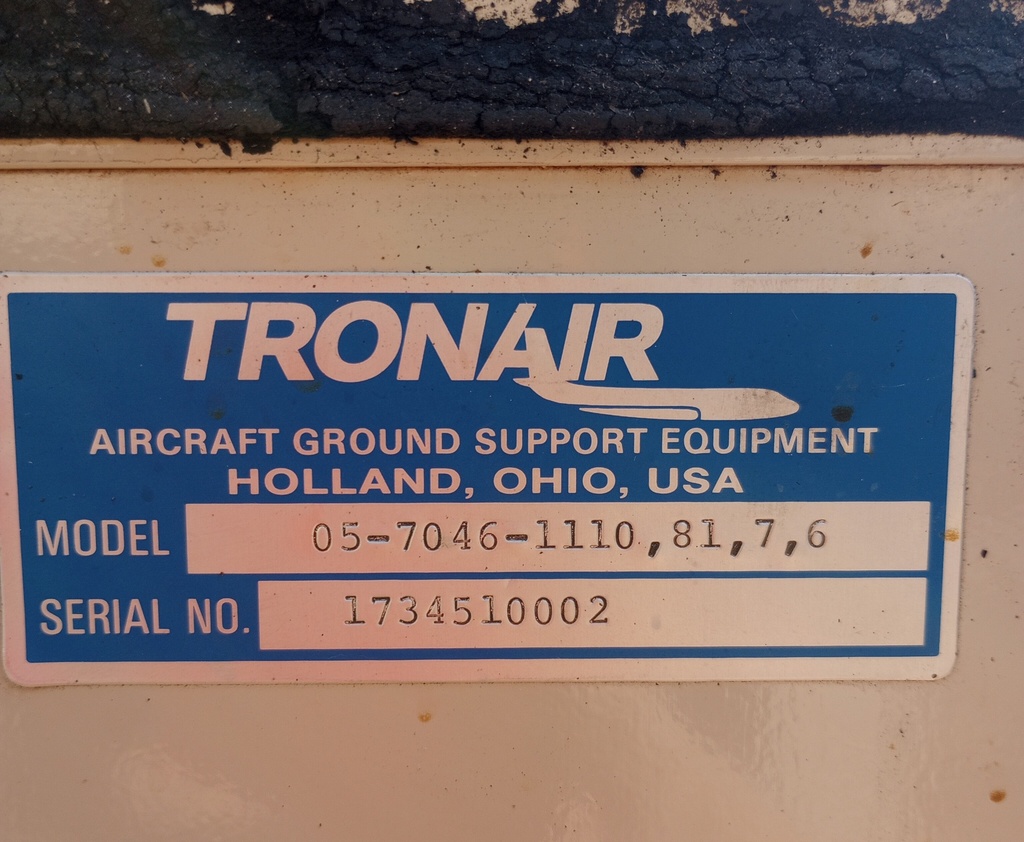 TRONAIR
AIRCRAFT GROUND SUPPORT EQUIPMENT
HOLLAND, OHIO, USA
MODEL 05-7046-1110,81,7,6
SERIAL NO. 1734510002